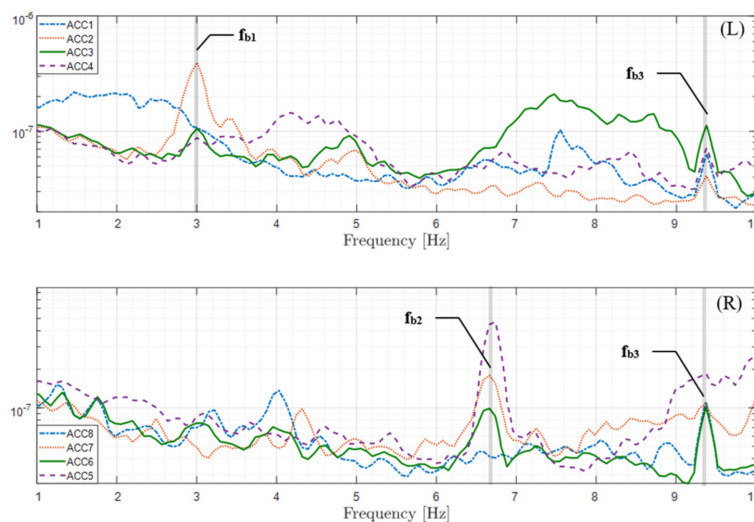 10^-6
(L)
ACC1
ACC2
ACC3
ACC4
f_b1
f_b3
10^-7
1 2 3 4 5 6 7 8 9 1
Frequency [Hz]
(R)
f_b2
f_b3
10^-7
ACC8
ACC7
ACC6
ACC5
1 2 3 4 5 6 7 8 9 1
Frequency [Hz]